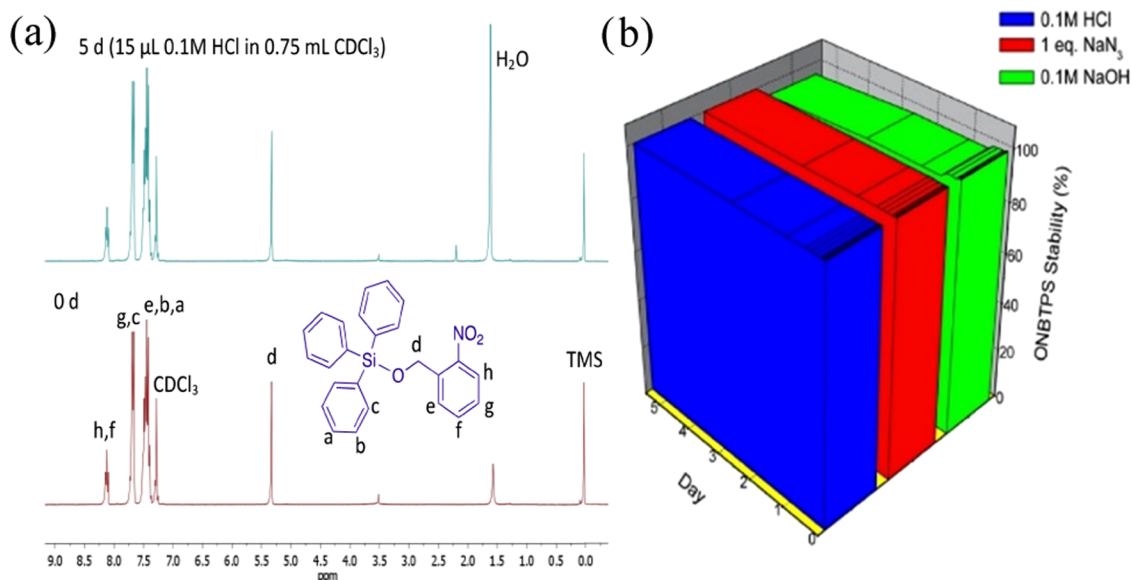 (a)
5 d (15 µL 0.1M HCl in 0.75 mL CDCl₃)
H₂O
0 d
h,f
g,c
e,b,a
CDCl₃
d
TMS
NO₂
d
Si
O
h
e
g
f
c
a
b
9.0 8.5 8.0 7.5 7.0 6.5 6.0 5.5 5.0 4.5 4.0 3.5 3.0 2.5 2.0 1.5 1.0 0.5 0.0
ppm
(b)
0.1M HCl
1 eq. NaN₃
0.1M NaOH
100
80
60
40
20
0
ONBTPS Stability (%)
5
4
3
2
1
0
Day